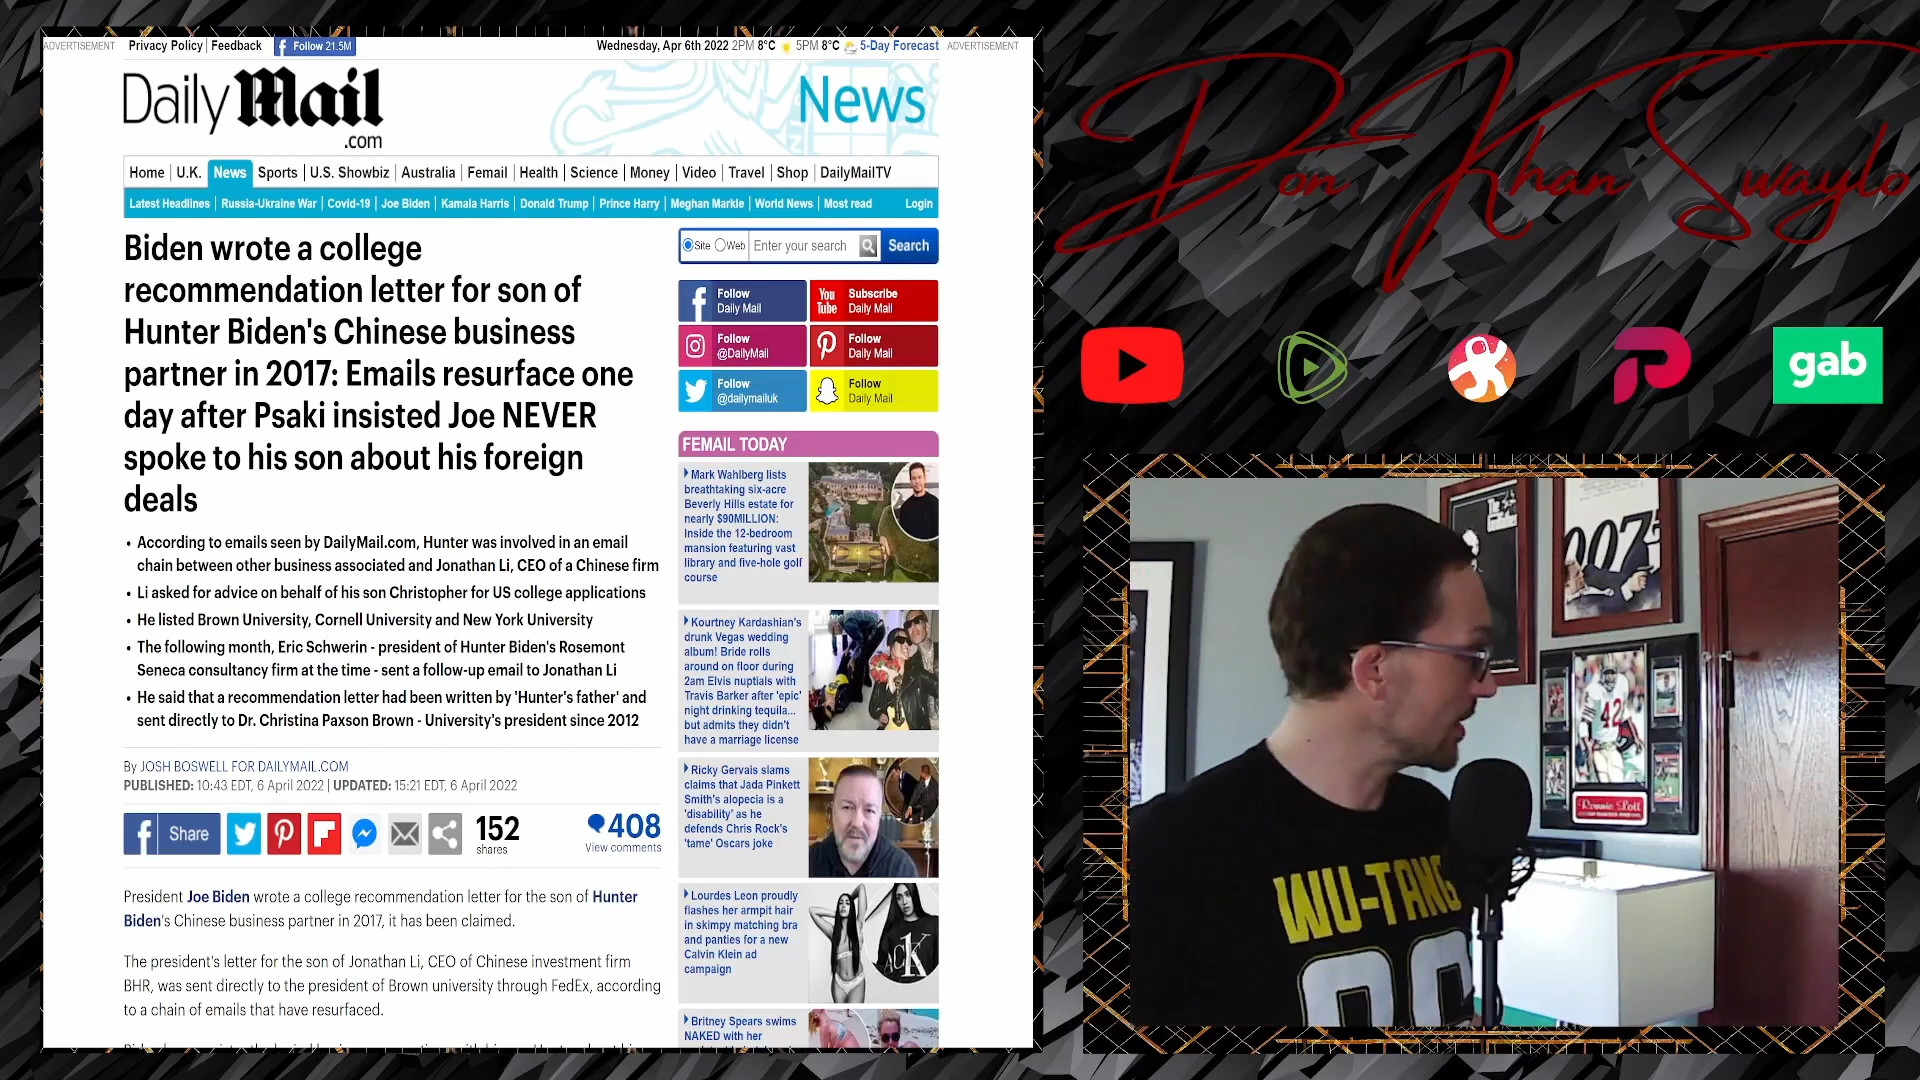 ADVERTISEMENT Privacy Policy | Feedback Follow 21.5M Wednesday, Apr 6th 2022 2PM 8°C 5PM 8°C 5-Day Forecast ADVERTISEMENT
Daily Mail
.com
News
Home | U.K. News Sports | U.S. Showbiz | Australia | Femail | Health | Science | Money | Video | Travel | Shop | DailyMailTV
Latest Headlines | Russia-Ukraine War | Covid-19 | Joe Biden | Kamala Harris | Donald Trump | Prince Harry | Meghan Markle | World News | Most read Login
Biden wrote a college
recommendation letter for son of
Hunter Biden's Chinese business
partner in 2017: Emails resurface one
day after Psaki insisted Joe NEVER
spoke to his son about his foreign
deals
• According to emails seen by DailyMail.com, Hunter was involved in an email
chain between other business associated and Jonathan Li, CEO of a Chinese firm
• Li asked for advice on behalf of his son Christopher for US college applications
• He listed Brown University, Cornell University and New York University
• The following month, Eric Schwerin - president of Hunter Biden's Rosemont
Seneca consultancy firm at the time - sent a follow-up email to Jonathan Li
• He said that a recommendation letter had been written by 'Hunter's father' and
sent directly to Dr. Christina Paxson Brown - University's president since 2012
By JOSH BOSWELL FOR DAILYMAIL.COM
PUBLISHED: 10:43 EDT, 6 April 2022 | UPDATED: 15:21 EDT, 6 April 2022
Share
152
shares
408
View comments
President Joe Biden wrote a college recommendation letter for the son of Hunter
Biden's Chinese business partner in 2017, it has been claimed.
The president's letter for the son of Jonathan Li, CEO of Chinese investment firm
BHR, was sent directly to the president of Brown university through FedEx, according
to a chain of emails that have resurfaced.
Site Web Enter your search Search
Follow
Daily Mail
You Tube
Subscribe
Daily Mail
Follow
@DailyMail
Follow
Daily Mail
Follow
@dailymailuk
Follow
Daily Mail
FEMAIL TODAY
Mark Wahlberg lists
breathtaking six-acre
Beverly Hills estate for
nearly $90MILLION:
Inside the 12-bedroom
mansion featuring vast
library and five-hole golf
course
Kourtney Kardashian's
drunk Vegas wedding
album! Bride rolls
around on floor during
2am Elvis nuptials with
Travis Barker after 'epic'
night drinking tequila...
but admits they didn't
have a marriage license
Ricky Gervais slams
claims that Jada Pinkett
Smith's alopecia is a
'disability' as he
defends Chris Rock's
'tame' Oscars joke
Lourdes Leon proudly
flashes her armpit hair
in skimpy matching bra
and panties for a new
Calvin Klein ad
campaign
Britney Spears swims
NAKED with her
Don Khan Swaylo
gab
007
42
Ronnie Lott
WU-TANG